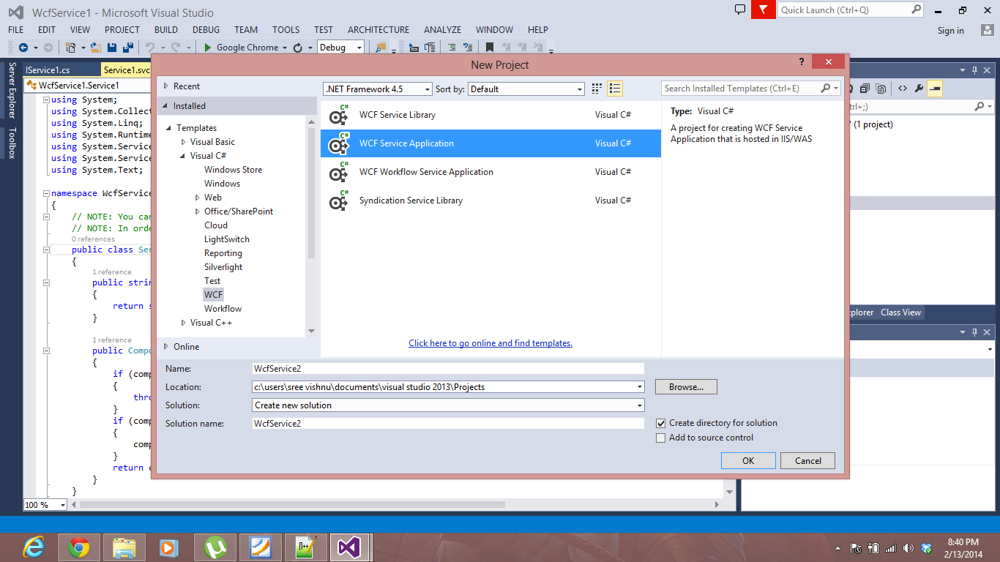 WcfService1 - Microsoft Visual Studio
Quick Launch (Ctrl+Q)
FILE EDIT VIEW PROJECT BUILD DEBUG TEAM TOOLS TEST ARCHITECTURE ANALYZE WINDOW HELP
Sign in
Google Chrome Debug
Server Explorer
Toolbox
IService1.cs Service1.svc
WcfService1.Service1
using System;
using System.Collect
using System.Linq;
using System.Runtime
using System.Service
using System.Service
using System.Text;
namespace WcfService
{
// NOTE: You can
// NOTE: In orde
0 references
public class Ser
{
1 reference
public strin
{
return s
}
1 reference
public Compo
{
if (comp
{
thro
}
if (comp
{
comp
}
return c
}
}
100 %
New Project
?
Recent
Installed
Templates
Visual Basic
Visual C#
Windows Store
Windows
Web
Office/SharePoint
Cloud
LightSwitch
Reporting
Silverlight
Test
WCF
Workflow
Visual C++
Online
.NET Framework 4.5 Sort by: Default
Search Installed Templates (Ctrl+E)
C# WCF Service Library Visual C#
C# WCF Service Application Visual C#
C# WCF Workflow Service Application Visual C#
C# Syndication Service Library Visual C#
Click here to go online and find templates.
Type: Visual C#
A project for creating WCF Service
Application that is hosted in IIS/WAS
Name: WcfService2
Location: c:\users\sree vishnu\documents\visual studio 2013\Projects Browse...
Solution: Create new solution
Solution name: WcfService2
Create directory for solution
Add to source control
OK Cancel
trl+;)
(1 project)
plorer Class View
8:40 PM
2/13/2014